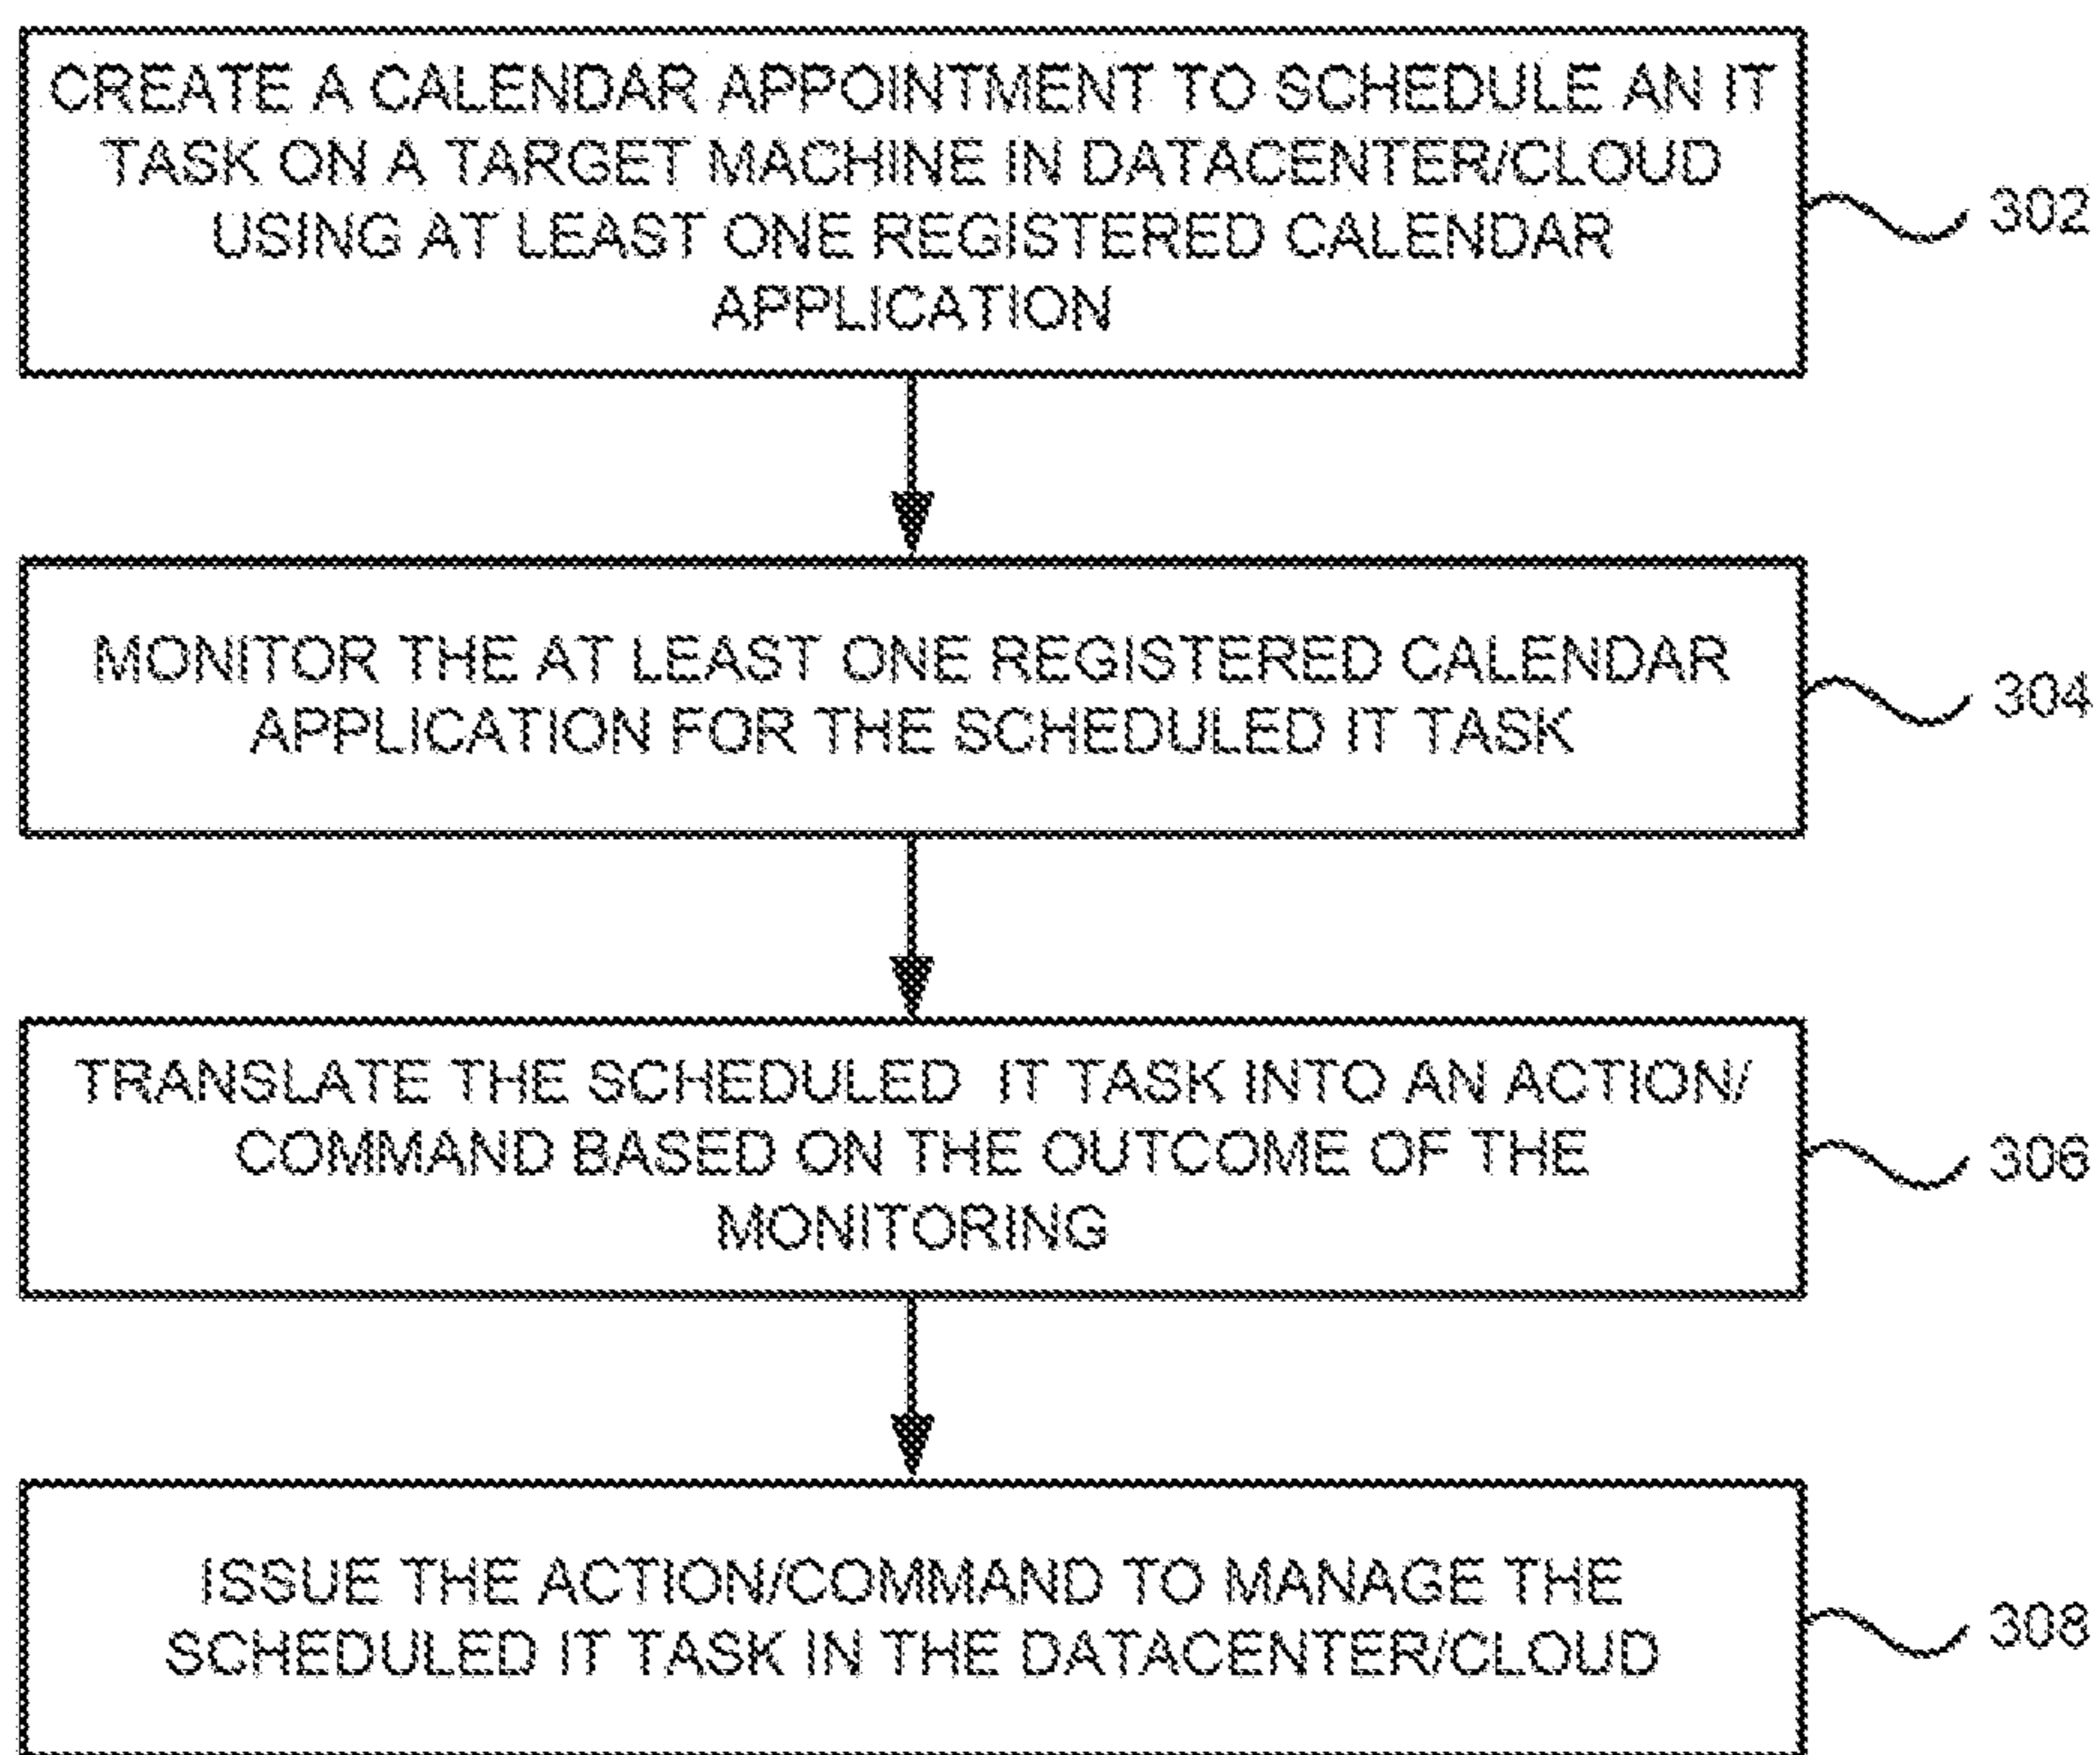 CREATE A CALENDAR APPOINTMENT TO SCHEDULE AN IT
TASK ON A TARGET MACHINE IN DATACENTER/CLOUD
USING AT LEAST ONE REGISTERED CALENDAR
APPLICATION
302
MONITOR THE AT LEAST ONE REGISTERED CALENDAR
APPLICATION FOR THE SCHEDULED IT TASK
304
TRANSLATE THE SCHEDULED IT TASK INTO AN ACTION/
COMMAND BASED ON THE OUTCOME OF THE
MONITORING
306
ISSUE THE ACTION/COMMAND TO MANAGE THE
SCHEDULED IT TASK IN THE DATACENTER/CLOUD
308